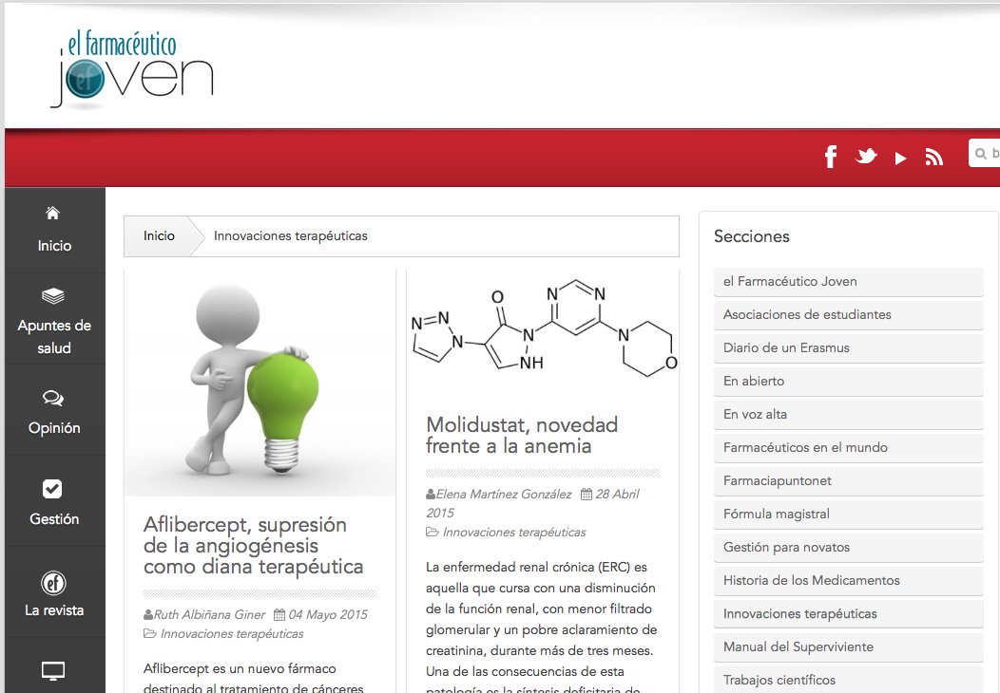 el farmacéutico
joven
ef
b
Inicio
Apuntes de
salud
Opinión
Gestión
ef
La revista
Inicio
Innovaciones terapéuticas
Aflibercept, supresión
de la angiogénesis
como diana terapéutica
Ruth Albiñana Giner 04 Mayo 2015
Innovaciones terapéuticas
Aflibercept es un nuevo fármaco
destinado al tratamiento de cánceres
N=N
N
O
N
NH
N
N
N
O
Molidustat, novedad
frente a la anemia
Elena Martínez González 28 Abril
2015
Innovaciones terapéuticas
La enfermedad renal crónica (ERC) es
aquella que cursa con una disminución
de la función renal, con menor filtrado
glomerular y un pobre aclaramiento de
creatinina, durante más de tres meses.
Una de las consecuencias de esta
patología es la síntesis deficitaria de
Secciones
el Farmacéutico Joven
Asociaciones de estudiantes
Diario de un Erasmus
En abierto
En voz alta
Farmacéuticos en el mundo
Farmaciapuntonet
Fórmula magistral
Gestión para novatos
Historia de los Medicamentos
Innovaciones terapéuticas
Manual del Superviviente
Trabajos científicos